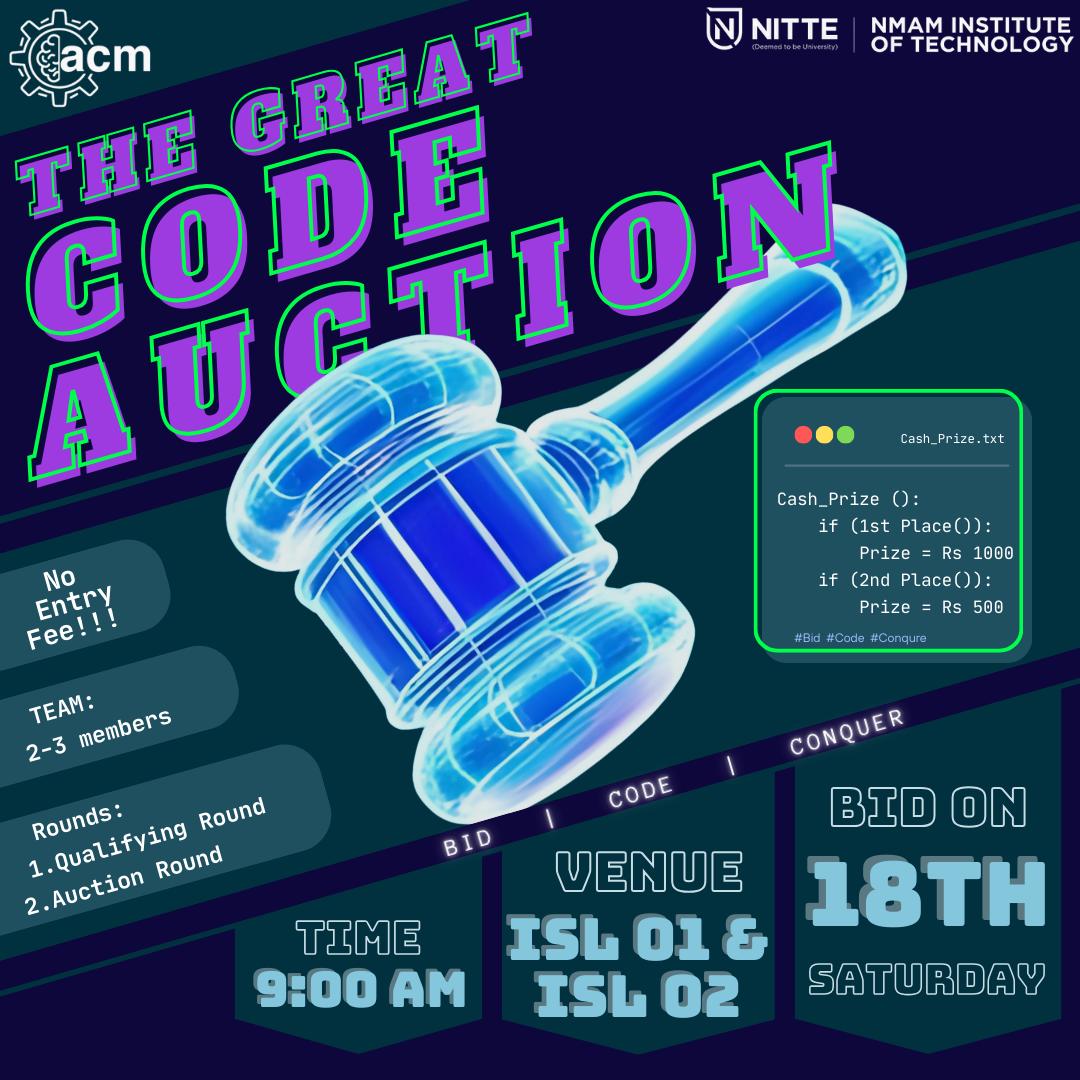 acm
NITTE
(Deemed to be University)
NMAM INSTITUTE
OF TECHNOLOGY
THE GREAT
CODE
AUCTION
Cash_Prize.txt
Cash_Prize ():
if (1st Place()):
Prize = Rs 1000
if (2nd Place()):
Prize = Rs 500
#Bid #Code #Conqure
No
Entry
Fee!!!
TEAM:
2-3 members
Rounds:
1.Qualifying Round
2.Auction Round
BID | CODE | CONQUER
TIME
9:00 AM
VENUE
ISL 01 &
ISL 02
BID ON
18TH
SATURDAY